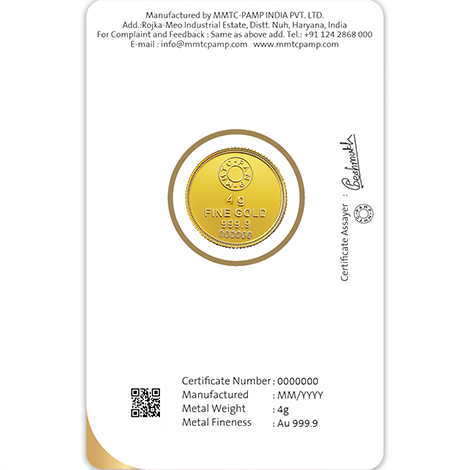 Manufactured by MMTC-PAMP INDIA PVT. LTD.
Add.:Rojka-Meo Industrial Estate, Distt. Nuh, Haryana, India
For Complaint and Feedback : Same as above add. Tel.: +91 124 2868 000
E-mail : info@mmtcpamp.com www.mmtcpamp.com
MMTC-PAMP
4 g
FINE GOLD
999.9
000000
Certificate Assayer :
Certificate Number : 0000000
Manufactured : MM/YYYY
Metal Weight : 4g
Metal Fineness : Au 999.9